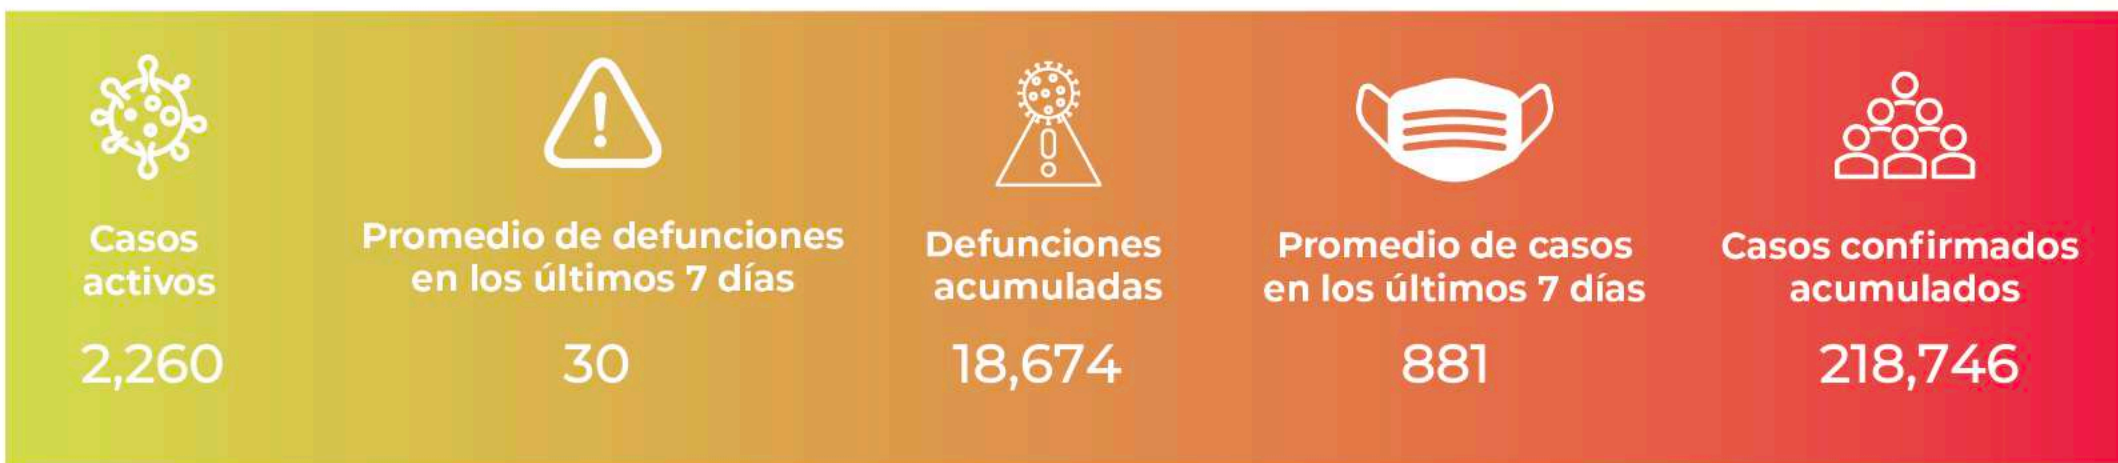 Casos
activos
2,260
Promedio de defunciones
en los últimos 7 días
30
Defunciones
acumuladas
18,674
Promedio de casos
en los últimos 7 días
881
Casos confirmados
acumulados
218,746